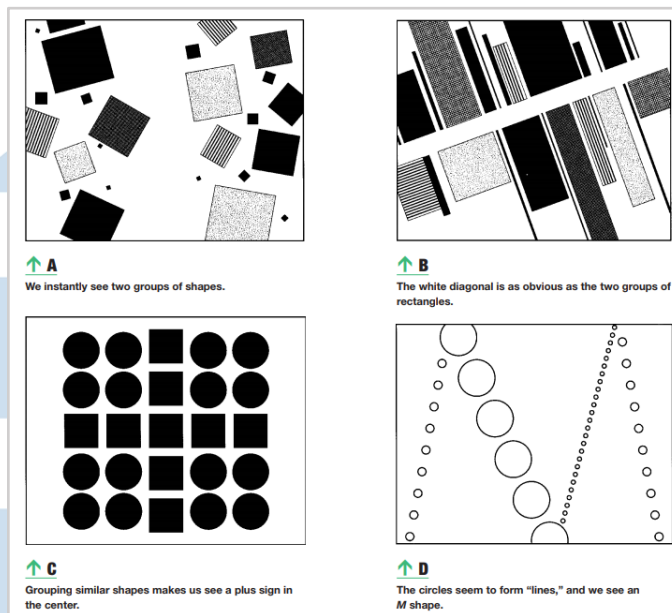 ↑ A
We instantly see two groups of shapes.
↑ B
The white diagonal is as obvious as the two groups of
rectangles.
↑ C
Grouping similar shapes makes us see a plus sign in
the center.
↑ D
The circles seem to form “lines,” and we see an
M shape.